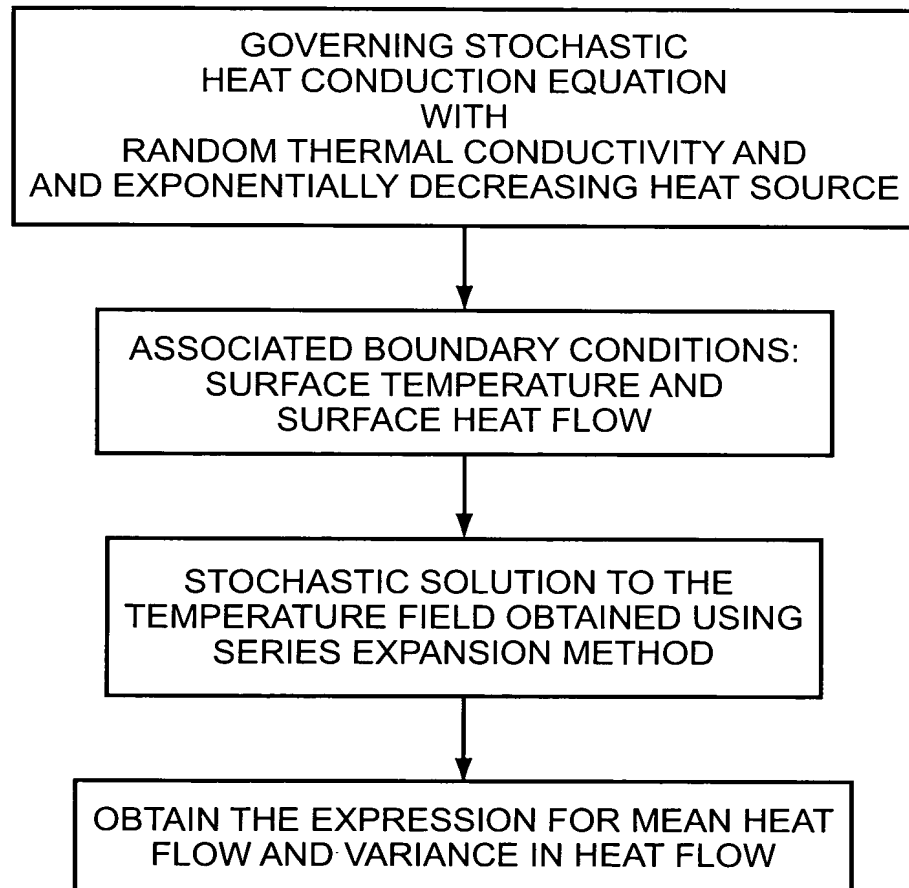 GOVERNING STOCHASTIC
HEAT CONDUCTION EQUATION
WITH
RANDOM THERMAL CONDUCTIVITY AND
AND EXPONENTIALLY DECREASING HEAT SOURCE
ASSOCIATED BOUNDARY CONDITIONS:
SURFACE TEMPERATURE AND
SURFACE HEAT FLOW
STOCHASTIC SOLUTION TO THE
TEMPERATURE FIELD OBTAINED USING
SERIES EXPANSION METHOD
OBTAIN THE EXPRESSION FOR MEAN HEAT
FLOW AND VARIANCE IN HEAT FLOW